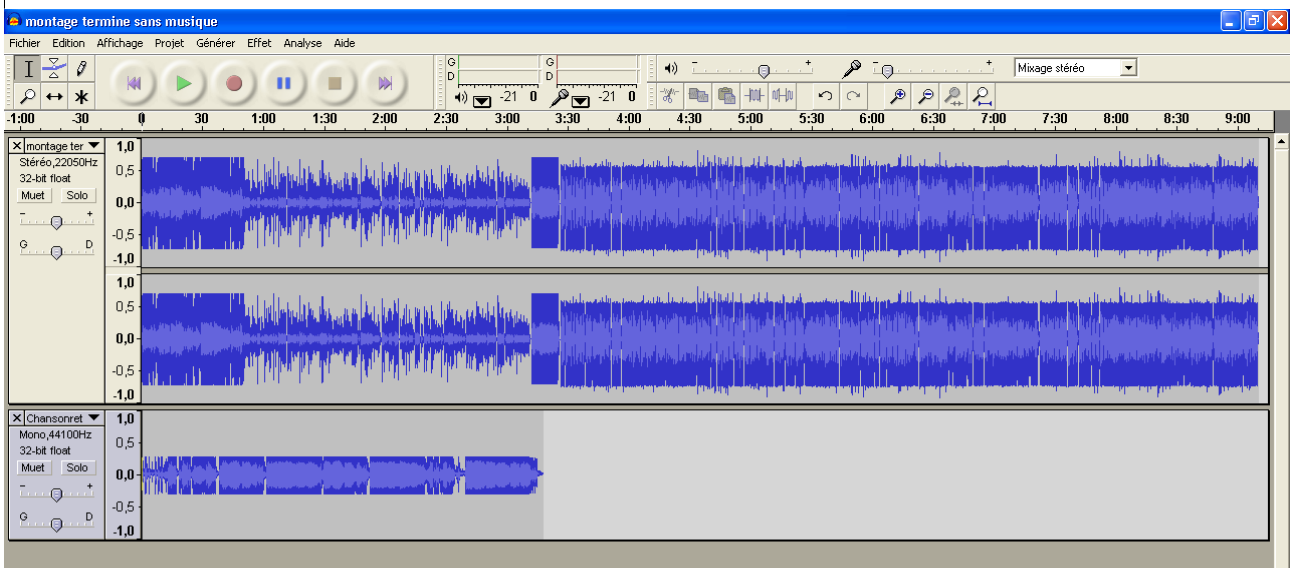 montage termine sans musique
Fichier Edition Affichage Projet Générer Effet Analyse Aide
G G
D D
-21 0 -21 0
- + - + Mixage stéréo
-1:00 -30 0 30 1:00 1:30 2:00 2:30 3:00 3:30 4:00 4:30 5:00 5:30 6:00 6:30 7:00 7:30 8:00 8:30 9:00
montage ter 1,0
Stéréo,22050Hz
32-bit float 0,5
Muet Solo
0,0
- +
-0,5
G D
-1,0
1,0
0,5
0,0
-0,5
-1,0
Chansonret 1,0
Mono,44100Hz
32-bit float 0,5
Muet Solo
0,0
- +
-0,5
G D
-1,0